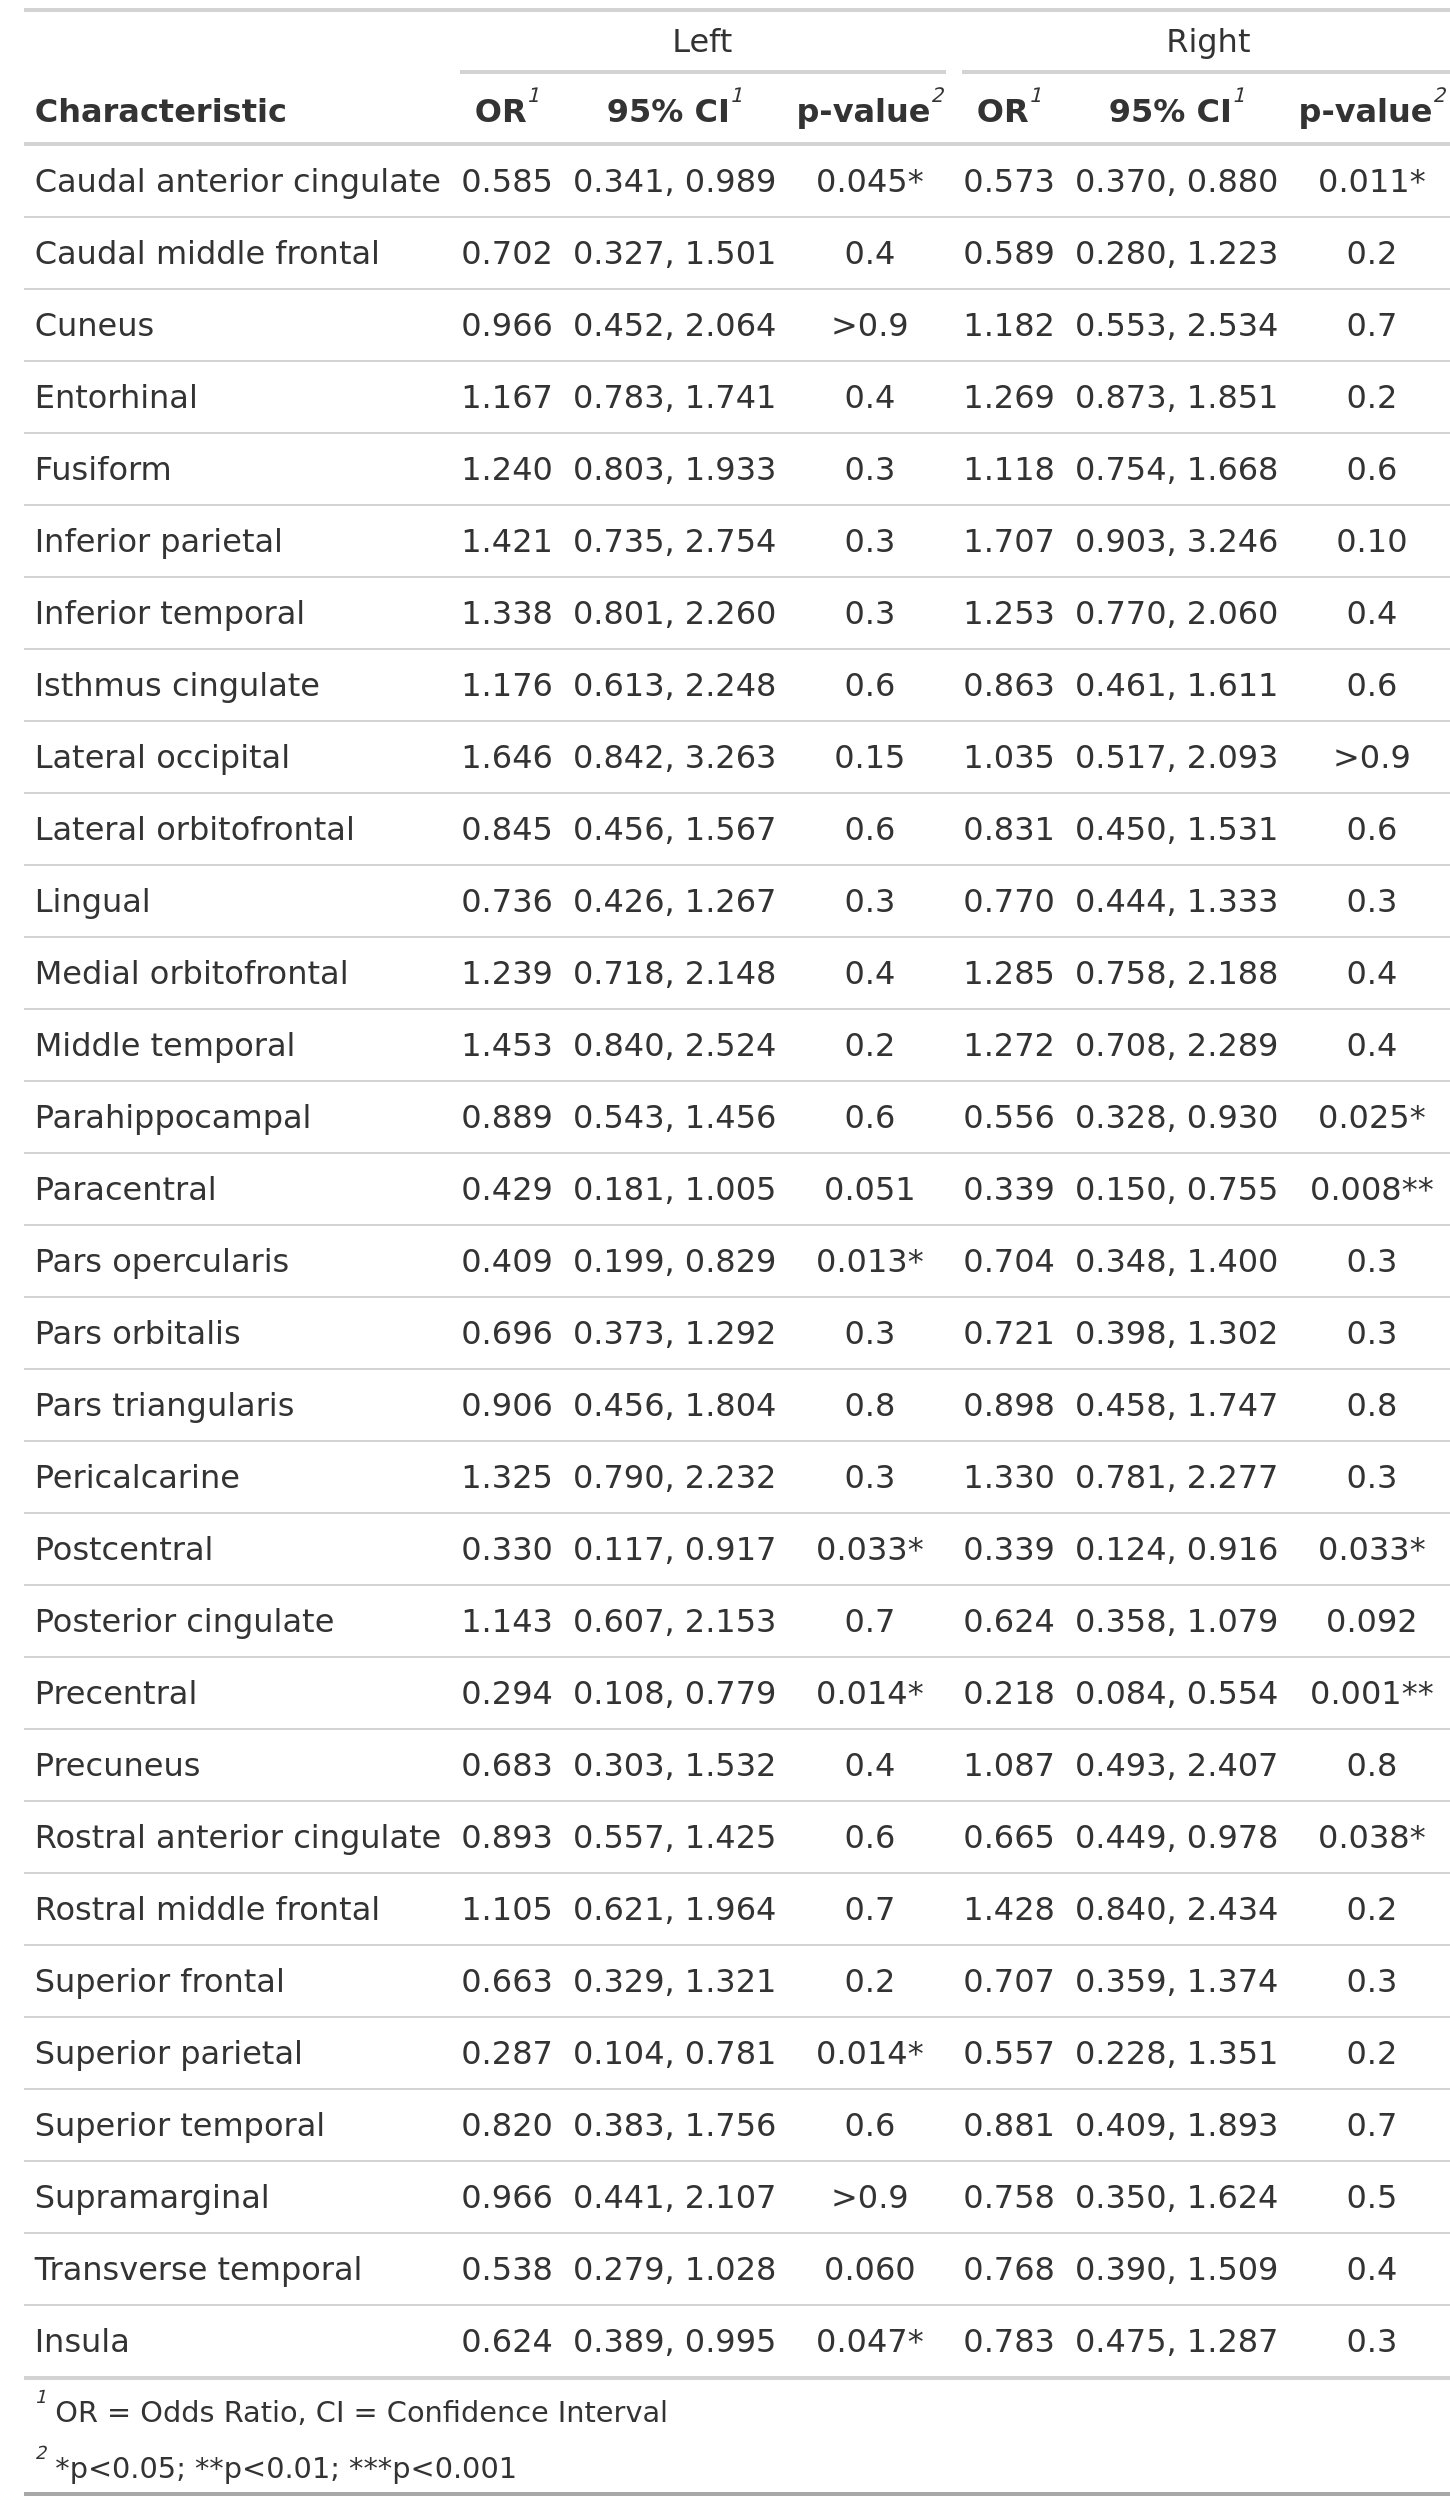 Left Right
Characteristic OR1 95% CI1 p-value2 OR1 95% CI1 p-value2
Caudal anterior cingulate 0.585 0.341, 0.989 0.045* 0.573 0.370, 0.880 0.011*
Caudal middle frontal 0.702 0.327, 1.501 0.4 0.589 0.280, 1.223 0.2
Cuneus 0.966 0.452, 2.064 >0.9 1.182 0.553, 2.534 0.7
Entorhinal 1.167 0.783, 1.741 0.4 1.269 0.873, 1.851 0.2
Fusiform 1.240 0.803, 1.933 0.3 1.118 0.754, 1.668 0.6
Inferior parietal 1.421 0.735, 2.754 0.3 1.707 0.903, 3.246 0.10
Inferior temporal 1.338 0.801, 2.260 0.3 1.253 0.770, 2.060 0.4
Isthmus cingulate 1.176 0.613, 2.248 0.6 0.863 0.461, 1.611 0.6
Lateral occipital 1.646 0.842, 3.263 0.15 1.035 0.517, 2.093 >0.9
Lateral orbitofrontal 0.845 0.456, 1.567 0.6 0.831 0.450, 1.531 0.6
Lingual 0.736 0.426, 1.267 0.3 0.770 0.444, 1.333 0.3
Medial orbitofrontal 1.239 0.718, 2.148 0.4 1.285 0.758, 2.188 0.4
Middle temporal 1.453 0.840, 2.524 0.2 1.272 0.708, 2.289 0.4
Parahippocampal 0.889 0.543, 1.456 0.6 0.556 0.328, 0.930 0.025*
Paracentral 0.429 0.181, 1.005 0.051 0.339 0.150, 0.755 0.008**
Pars opercularis 0.409 0.199, 0.829 0.013* 0.704 0.348, 1.400 0.3
Pars orbitalis 0.696 0.373, 1.292 0.3 0.721 0.398, 1.302 0.3
Pars triangularis 0.906 0.456, 1.804 0.8 0.898 0.458, 1.747 0.8
Pericalcarine 1.325 0.790, 2.232 0.3 1.330 0.781, 2.277 0.3
Postcentral 0.330 0.117, 0.917 0.033* 0.339 0.124, 0.916 0.033*
Posterior cingulate 1.143 0.607, 2.153 0.7 0.624 0.358, 1.079 0.092
Precentral 0.294 0.108, 0.779 0.014* 0.218 0.084, 0.554 0.001**
Precuneus 0.683 0.303, 1.532 0.4 1.087 0.493, 2.407 0.8
Rostral anterior cingulate 0.893 0.557, 1.425 0.6 0.665 0.449, 0.978 0.038*
Rostral middle frontal 1.105 0.621, 1.964 0.7 1.428 0.840, 2.434 0.2
Superior frontal 0.663 0.329, 1.321 0.2 0.707 0.359, 1.374 0.3
Superior parietal 0.287 0.104, 0.781 0.014* 0.557 0.228, 1.351 0.2
Superior temporal 0.820 0.383, 1.756 0.6 0.881 0.409, 1.893 0.7
Supramarginal 0.966 0.441, 2.107 >0.9 0.758 0.350, 1.624 0.5
Transverse temporal 0.538 0.279, 1.028 0.060 0.768 0.390, 1.509 0.4
Insula 0.624 0.389, 0.995 0.047* 0.783 0.475, 1.287 0.3
1 OR = Odds Ratio, CI = Confidence Interval
2 *p<0.05; **p<0.01; ***p<0.001